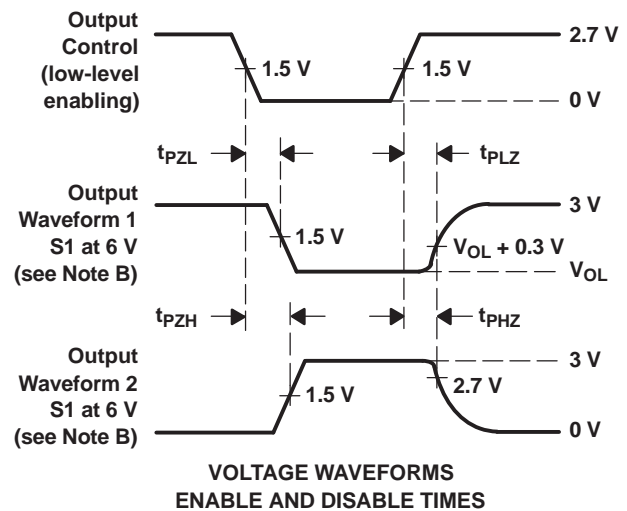 Output
Control
(low-level
enabling)
2.7 V
1.5 V
1.5 V
0 V
tPZL
tPLZ
Output
Waveform 1
S1 at 6 V
(see Note B)
3 V
1.5 V
VOL + 0.3 V
VOL
tPZH
tPHZ
Output
Waveform 2
S1 at 6 V
(see Note B)
3 V
1.5 V
2.7 V
0 V
VOLTAGE WAVEFORMS
ENABLE AND DISABLE TIMES